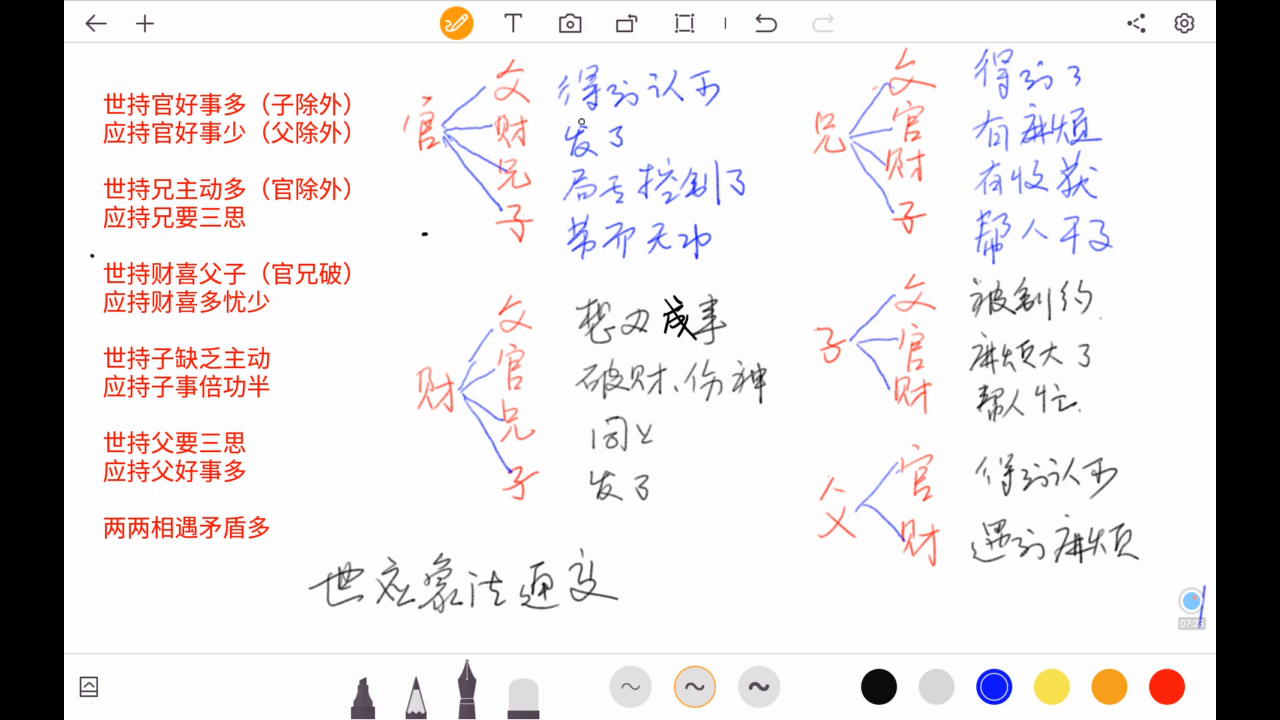 世持官好事多（子除外）
应持官好事少（父除外）
世持兄主动多（官除外）
应持兄要三思
世持财喜父子（官兄破）
应持财喜多忧少
世持子缺乏主动
应持子事倍功半
世持父要三思
应持父好事多
两两相遇矛盾多
官
父 得到认可
财 发了
兄 局子控制了
子 劳而无功
财
父 想办成事
官 破财、伤神
兄 同上
子 发了
兄
父 得到了
官 有麻烦
财 有收获
子 帮人干了
子
父 被制约
官 麻烦大了
财 帮人忙
父
官 得到认可
财 遇到麻烦
世应象法通变
T
07:23